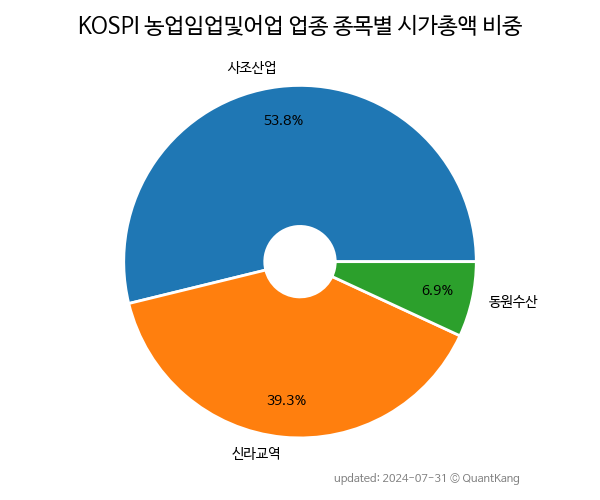 KOSPI 농업임업및어업 업종 종목별 시가총액 비중
사조산업
53.8%
6.9%
동원수산
39.3%
신라교역
updated: 2024-07-31 © QuantKang